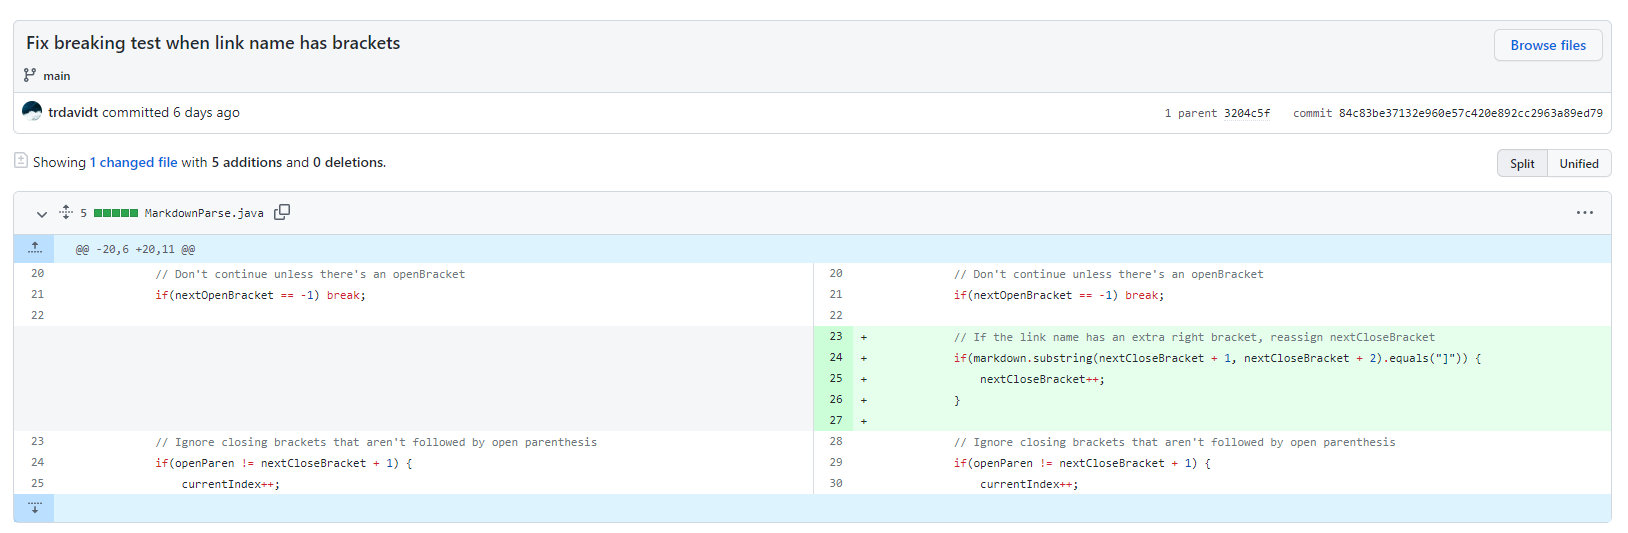 Fix breaking test when link name has brackets
Browse files
main
trdavidt committed 6 days ago
1 parent 3204c5f commit 84c83be37132e960e57c420e892cc2963a89ed79
Showing 1 changed file with 5 additions and 0 deletions.
Split Unified
5 MarkdownParse.java
@@ -20,6 +20,11 @@
20 // Don't continue unless there's an openBracket
21 if(nextOpenBracket == -1) break;
22
23 // Ignore closing brackets that aren't followed by open parenthesis
24 if(openParen != nextCloseBracket + 1) {
25 currentIndex++;
20 // Don't continue unless there's an openBracket
21 if(nextOpenBracket == -1) break;
22
23 + // If the link name has an extra right bracket, reassign nextCloseBracket
24 + if(markdown.substring(nextCloseBracket + 1, nextCloseBracket + 2).equals("]")) {
25 + nextCloseBracket++;
26 + }
27 +
28 // Ignore closing brackets that aren't followed by open parenthesis
29 if(openParen != nextCloseBracket + 1) {
30 currentIndex++;